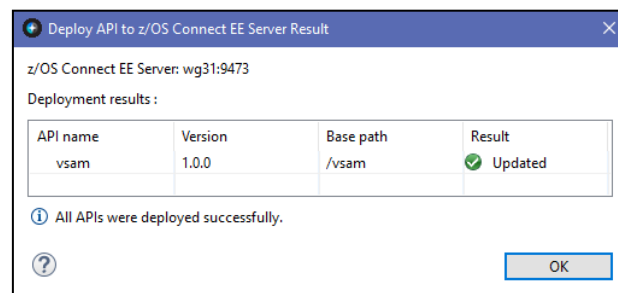 Deploy API to z/OS Connect EE Server Result
z/OS Connect EE Server: wg31:9473
Deployment results :
API name Version Base path Result
vsam 1.0.0 /vsam Updated
All APIs were deployed successfully.
OK